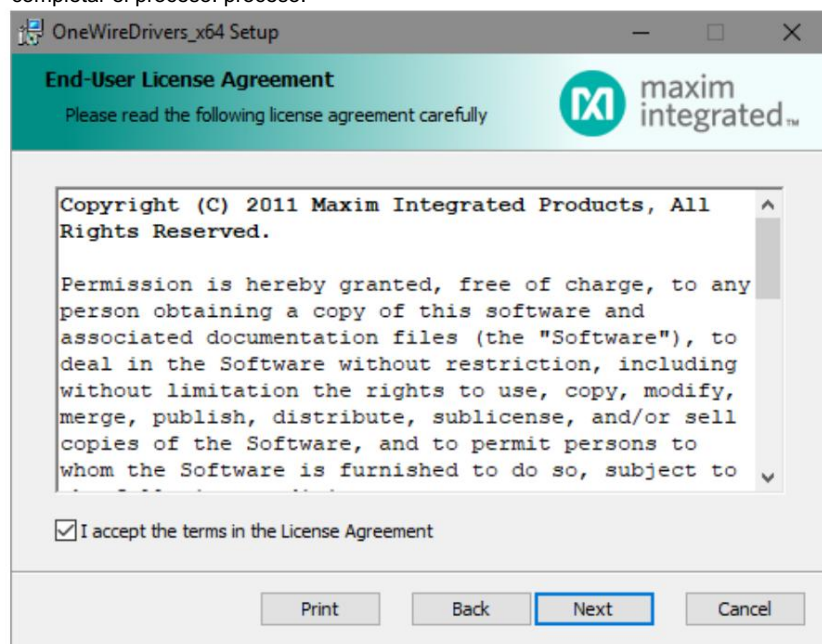 completar el proceso. proceso.
OneWireDrivers_x64 Setup
End-User License Agreement
Please read the following license agreement carefully
maxim
integrated™
Copyright (C) 2011 Maxim Integrated Products, All
Rights Reserved.
Permission is hereby granted, free of charge, to any
person obtaining a copy of this software and
associated documentation files (the "Software"), to
deal in the Software without restriction, including
without limitation the rights to use, copy, modify,
merge, publish, distribute, sublicense, and/or sell
copies of the Software, and to permit persons to
whom the Software is furnished to do so, subject to
I accept the terms in the License Agreement
Print Back Next Cancel